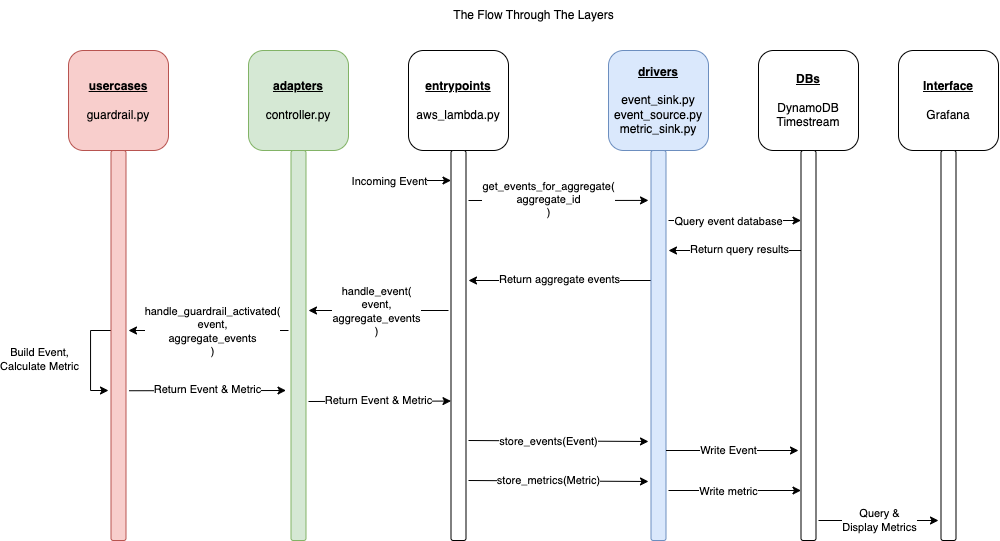 The Flow Through The Layers
usercases
guardrail.py
adapters
controller.py
entrypoints
aws_lambda.py
drivers
event_sink.py
event_source.py
metric_sink.py
DBs
DynamoDB
Timestream
Interface
Grafana
Incoming Event
get_events_for_aggregate(
aggregate_id
)
Query event database
Return query results
Return aggregate events
handle_event(
event,
aggregate_events
)
handle_guardrail_activated(
event,
aggregate_events
)
Build Event,
Calculate Metric
Return Event & Metric
Return Event & Metric
store_events(Event)
Write Event
store_metrics(Metric)
Write metric
Query &
Display Metrics